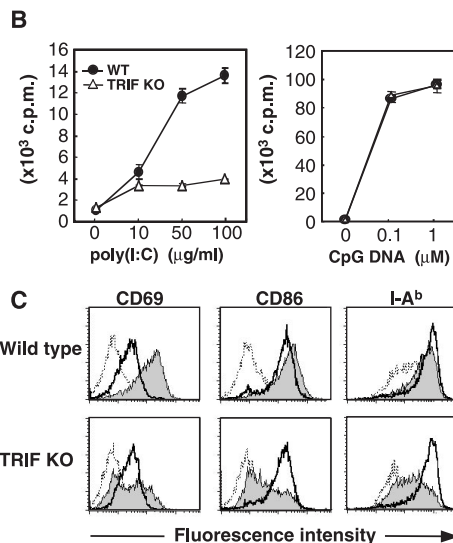 B
16
14
12
10
8
6
4
2
0
(x10³ c.p.m.)
WT
TRIF KO
0 10 50 100
poly(I:C) (μg/ml)
120
100
80
60
40
20
0
(x10³ c.p.m.)
0 0.1 1
CpG DNA (μM)
C
CD69 CD86 I-Aᵇ
Wild type
TRIF KO
Fluorescence intensity